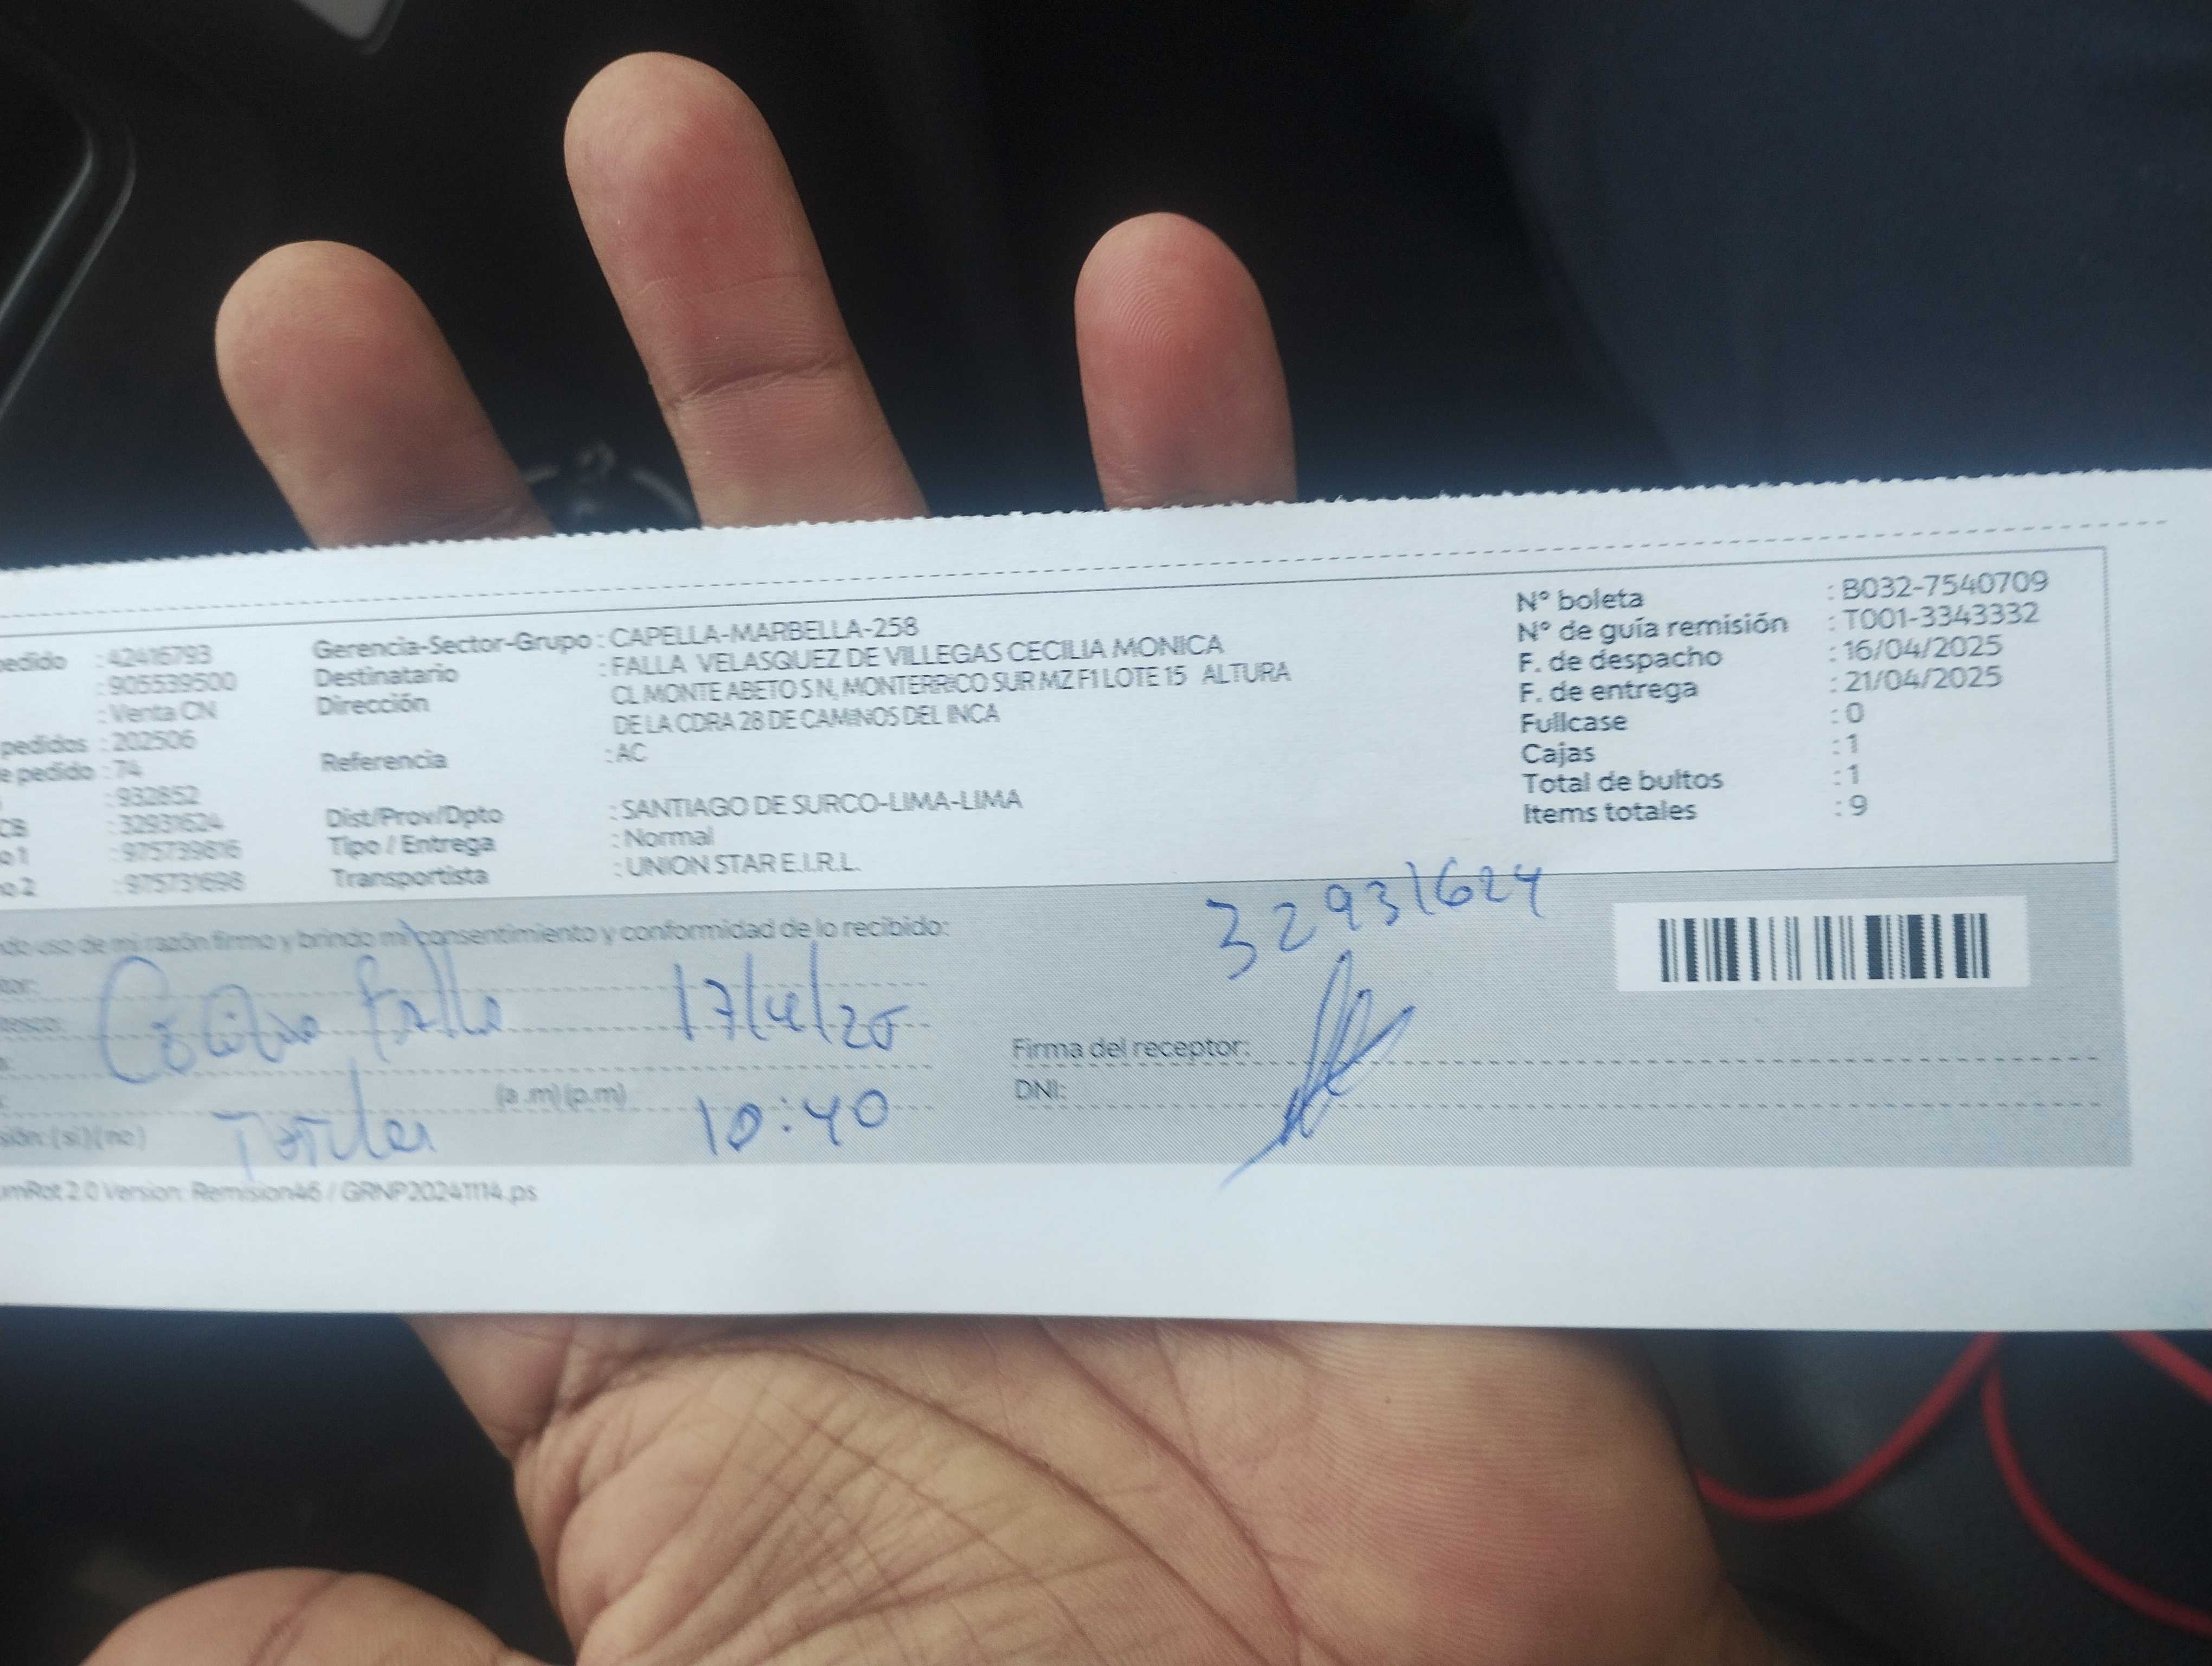 edido : 42416793
: 905539500
: Venta CN
pedidos : 202506
e pedido : 74
: 932852
CB : 32931624
o 1 : 975739816
o 2 : 975731698
Gerencia-Sector-Grupo : CAPELLA-MARBELLA-258
Destinatario : FALLA VELASQUEZ DE VILLEGAS CECILIA MONICA
Dirección : CL MONTE ABETO S N, MONTERRICO SUR MZ F1 LOTE 15 ALTURA
DE LA CDRA 28 DE CAMINOS DEL INCA
Referencia : AC
Dist/Prov/Dpto : SANTIAGO DE SURCO-LIMA-LIMA
Tipo / Entrega : Normal
Transportista : UNION STAR E.I.R.L.
N° boleta : B032-7540709
N° de guía remisión : T001-3343332
F. de despacho : 16/04/2025
F. de entrega : 21/04/2025
Fullcase : 0
Cajas : 1
Total de bultos : 1
Items totales : 9
ndo uso de mi razón firmo y brindo mi consentimiento y conformidad de lo recibido:
tor:
Cecilia Falla 17/4/25
32931624
Firma del receptor:
DNI:
(a .m) (p.m) 10:40
sión: (si) (no) Titular
mRot 2.0 Version: Remision46 / GRNP20241114.ps